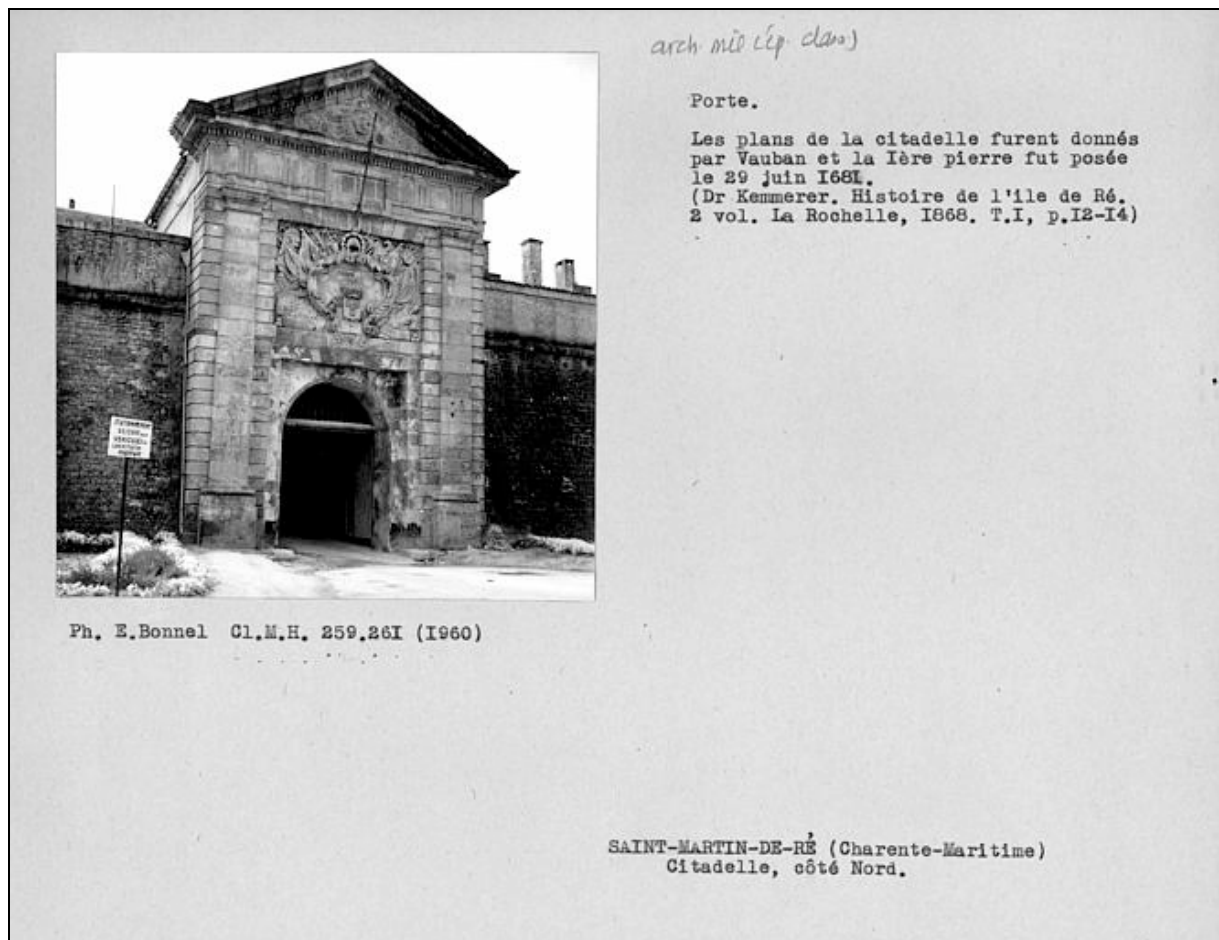 arch. mil (ép. class)
Porte.
Les plans de la citadelle furent donnés
par Vauban et la Ière pierre fut posée
le 29 juin I68I.
(Dr Kemmerer. Histoire de l'ile de Ré.
2 vol. La Rochelle, I868. T.I, p.I2-I4)
Ph. E.Bonnel Cl.M.H. 259.26I (I960)
SAINT-MARTIN-DE-RÉ (Charente-Maritime)
Citadelle, côté Nord.